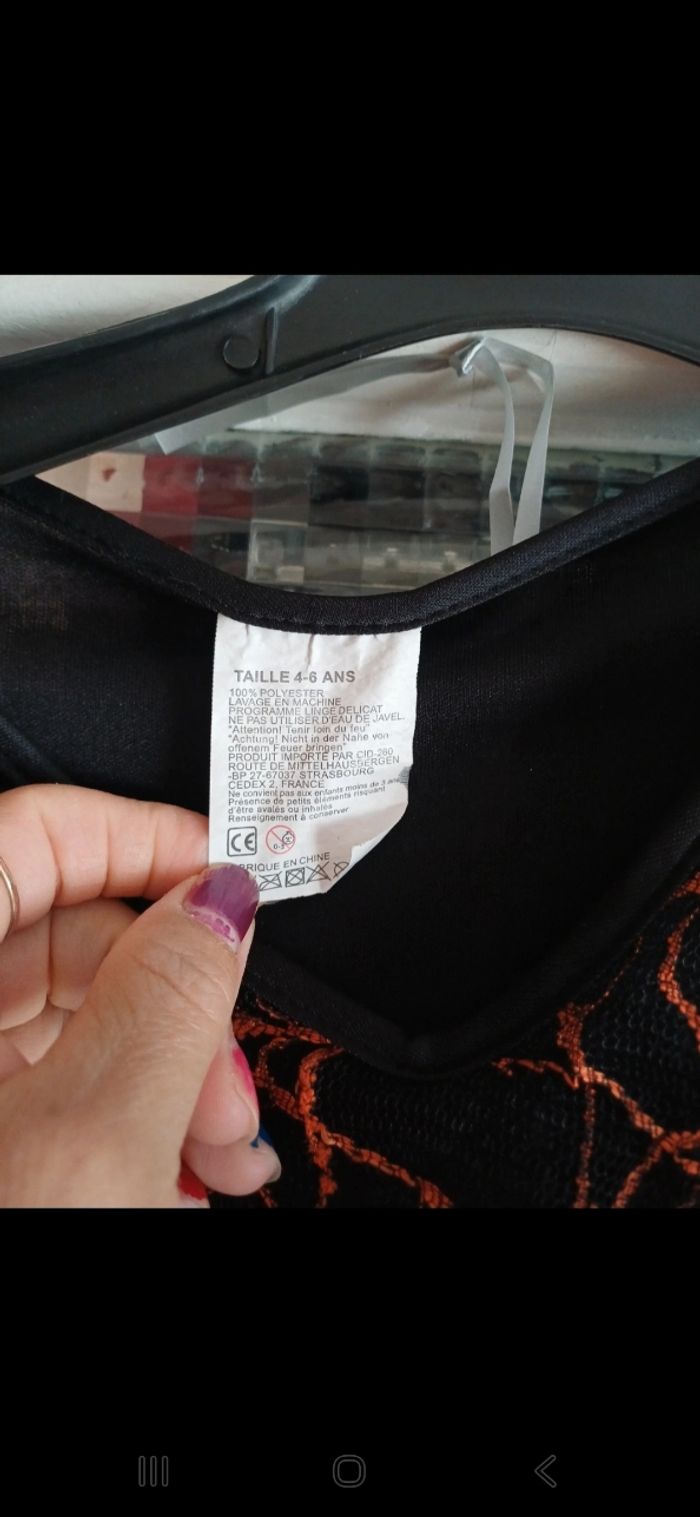 TAILLE 4-6 ANS
100% POLYESTER
LAVAGE EN MACHINE
PROGRAMME LINGE DELICAT
NE PAS UTILISER D'EAU DE JAVEL.
"Attention! Tenir loin du feu"
"Achtung! Nicht in der Nahe von
offenem Feuer bringen"
PRODUIT IMPORTE PAR CID-260
ROUTE DE MITTELHAUSBERGEN
-BP 27-67037 STRASBOURG
CEDEX 2, FRANCE
Ne convient pas aux enfants moins de 3 ans
Présence de petits éléments risquant
d'être avalés ou inhalés
Renseignement à conserver
CE
0-3
BRIQUE EN CHINE